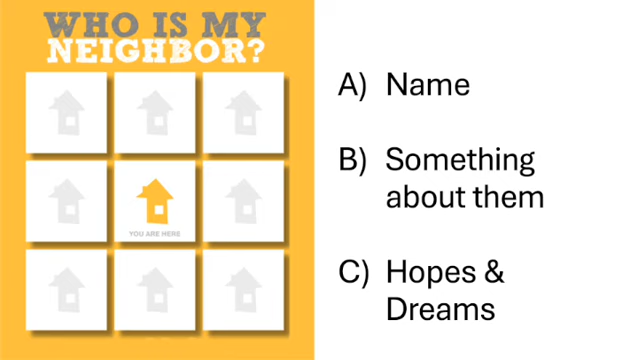 WHO IS MY
NEIGHBOR?
YOU ARE HERE
A) Name
B) Something
about them
C) Hopes &
Dreams